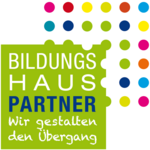 BILDUNGS
HAUS
PARTNER
Wir gestalten
den Übergang